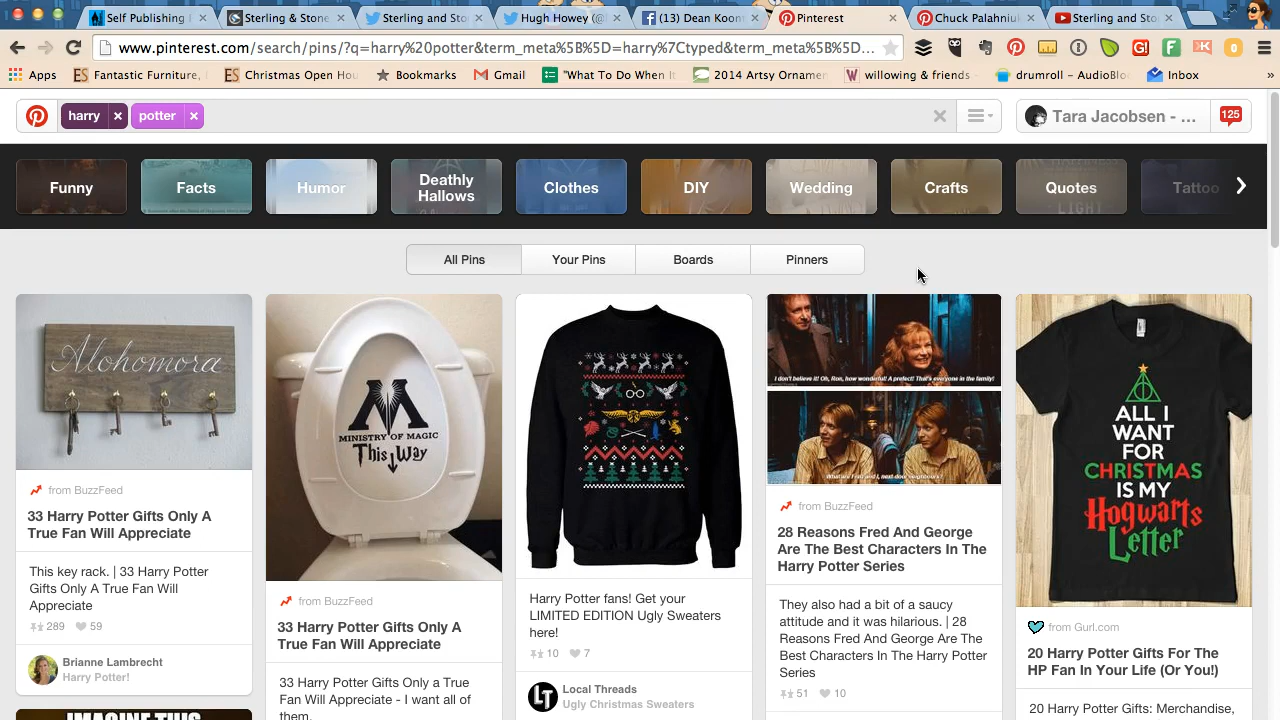 Self Publishing
Sterling & Stone
Sterling and Sto
Hugh Howey (@
(13) Dean Koon
Pinterest
Chuck Palahniuk
Sterling and Sto
www.pinterest.com/search/pins/?q=harry%20potter&term_meta%5B%5D=harry%7Ctyped&term_meta%5B%5D...
Apps
Fantastic Furniture,
Christmas Open Hou
Bookmarks
Gmail
"What To Do When It
2014 Artsy Ornamen
willowing & friends
drumroll – AudioBlo
Inbox
»
harry ×
potter ×
Tara Jacobsen - ...
125
Funny
Facts
Humor
Deathly
Hallows
Clothes
DIY
Wedding
Crafts
Quotes
LIGHT
Tattoo
All Pins
Your Pins
Boards
Pinners
Alohomora
from BuzzFeed
33 Harry Potter Gifts Only A
True Fan Will Appreciate
This key rack. | 33 Harry Potter
Gifts Only A True Fan Will
Appreciate
289 59
Brianne Lambrecht
Harry Potter!
IMAGINE THIS
MINISTRY OF MAGIC
This Way
from BuzzFeed
33 Harry Potter Gifts Only A
True Fan Will Appreciate
33 Harry Potter Gifts Only a True
Fan Will Appreciate - I want all of
them.
Harry Potter fans! Get your
LIMITED EDITION Ugly Sweaters
here!
10 7
LT
Local Threads
Ugly Christmas Sweaters
I don't believe it! Oh, Ron, how wonderful! A prefect! That's everyone in the family!
What are Fred and I, next-door neighbours?
from BuzzFeed
28 Reasons Fred And George
Are The Best Characters In The
Harry Potter Series
They also had a bit of a saucy
attitude and it was hilarious. | 28
Reasons Fred And George Are The
Best Characters In The Harry Potter
Series
51 10
ALL I
WANT
FOR
CHRISTMAS
IS MY
Hogwarts
Letter
from Gurl.com
20 Harry Potter Gifts For The
HP Fan In Your Life (Or You!)
20 Harry Potter Gifts: Merchandise,